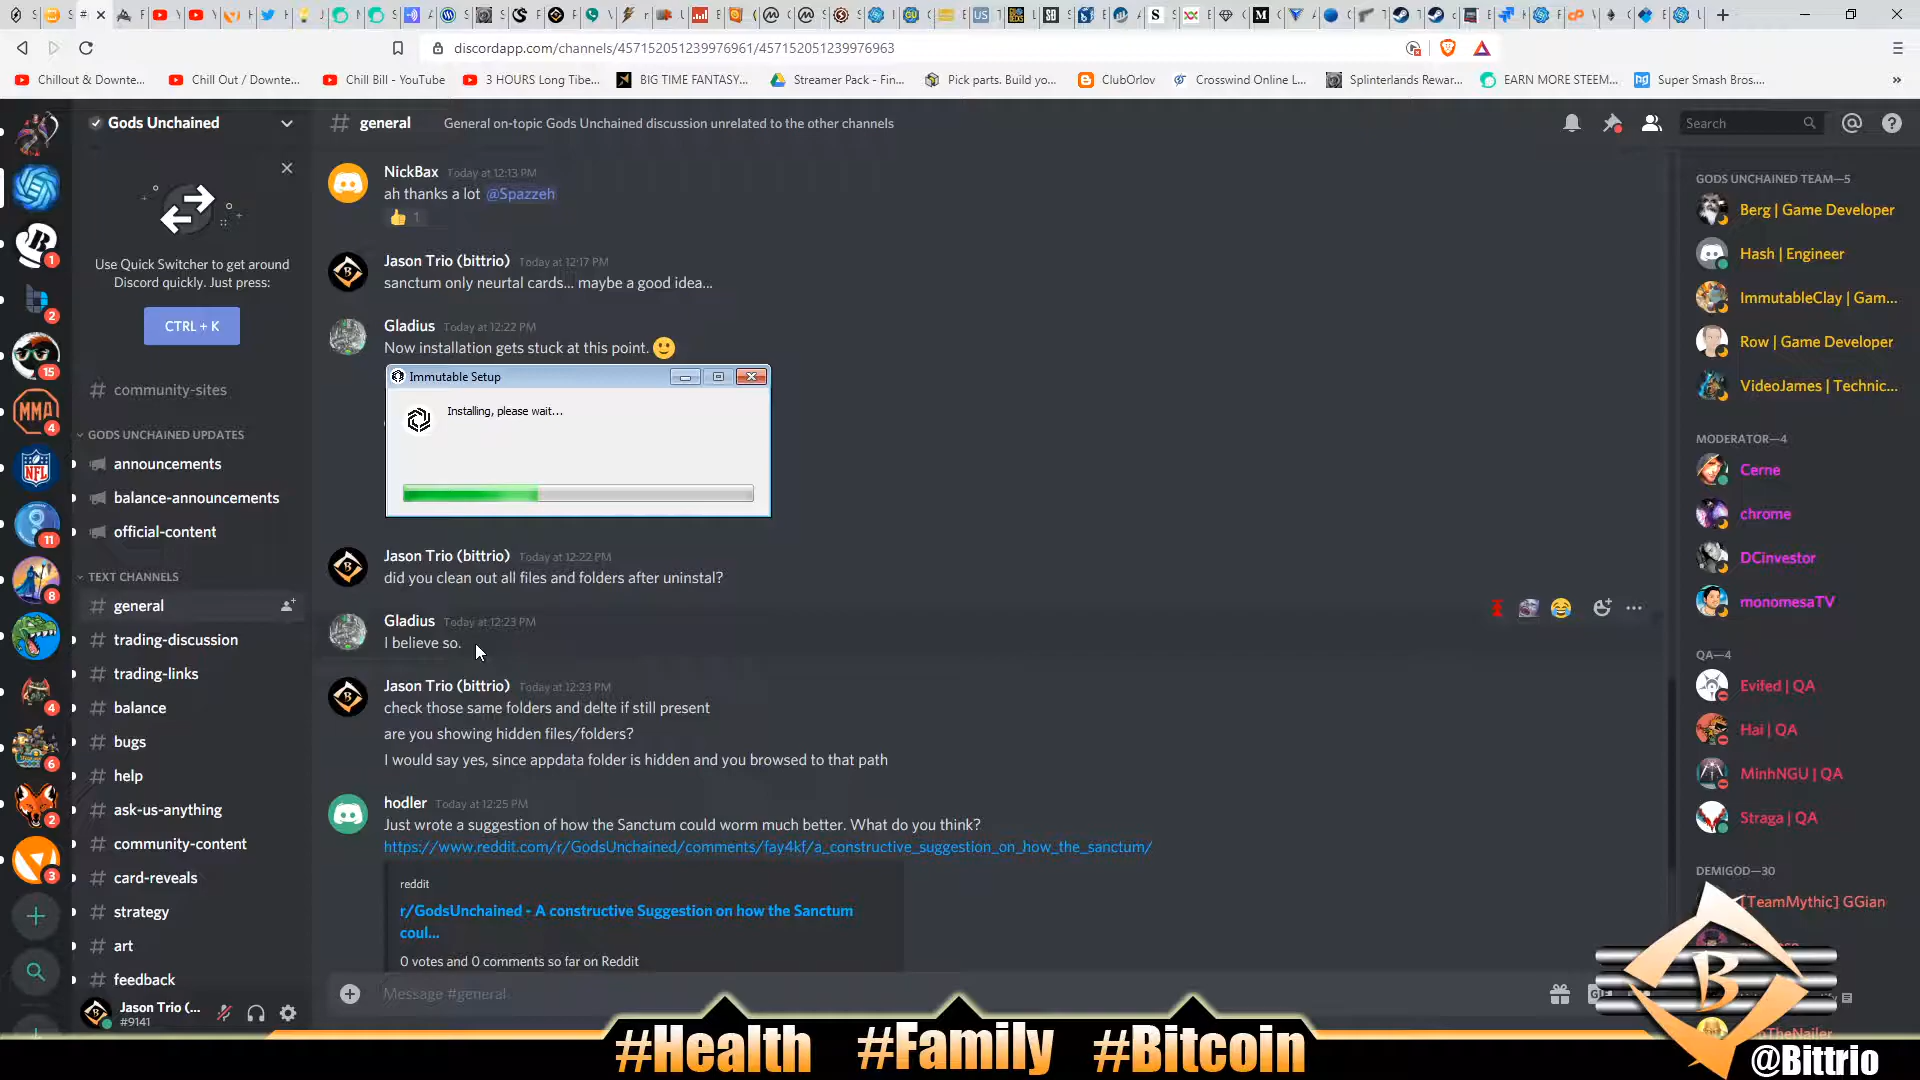 discordapp.com/channels/457152051239976961/457152051239976963
Chillout & Downte...
Chill Out / Downte...
Chill Bill - YouTube
3 HOURS Long Tibe...
BIG TIME FANTASY...
Streamer Pack - Fin...
Pick parts. Build yo...
ClubOrlov
Crosswind Online L...
Splinterlands Rewar...
EARN MORE STEEM...
Super Smash Bros....
Gods Unchained
general
General on-topic Gods Unchained discussion unrelated to the other channels
Search
Use Quick Switcher to get around
Discord quickly. Just press:
CTRL + K
community-sites
GODS UNCHAINED UPDATES
announcements
balance-announcements
official-content
TEXT CHANNELS
general
trading-discussion
trading-links
balance
bugs
help
ask-us-anything
community-content
card-reveals
strategy
art
feedback
Jason Trio (...
#9141
1
2
15
MMA
4
NFL
11
8
4
6
2
3
NickBax Today at 12:13 PM
ah thanks a lot @Spazzeh
1
Jason Trio (bittrio) Today at 12:17 PM
sanctum only neurtal cards... maybe a good idea...
Gladius Today at 12:22 PM
Now installation gets stuck at this point.
Immutable Setup
Installing, please wait...
Jason Trio (bittrio) Today at 12:22 PM
did you clean out all files and folders after uninstal?
Gladius Today at 12:23 PM
I believe so.
Jason Trio (bittrio) Today at 12:23 PM
check those same folders and delte if still present
are you showing hidden files/folders?
I would say yes, since appdata folder is hidden and you browsed to that path
hodler Today at 12:25 PM
Just wrote a suggestion of how the Sanctum could worm much better. What do you think?
https://www.reddit.com/r/GodsUnchained/comments/fay4kf/a_constructive_suggestion_on_how_the_sanctum/
reddit
r/GodsUnchained - A constructive Suggestion on how the Sanctum
coul...
0 votes and 0 comments so far on Reddit
Message #general
GODS UNCHAINED TEAM—5
Berg | Game Developer
Hash | Engineer
ImmutableClay | Gam...
Row | Game Developer
VideoJames | Technic...
MODERATOR—4
Cerne
chrome
DCinvestor
monomesaTV
QA—4
Evifed | QA
Hai | QA
MinhNGU | QA
Straga | QA
DEMIGOD—30
[TeamMythic] GGian
B
#Health #Family #Bitcoin
@Bittrio